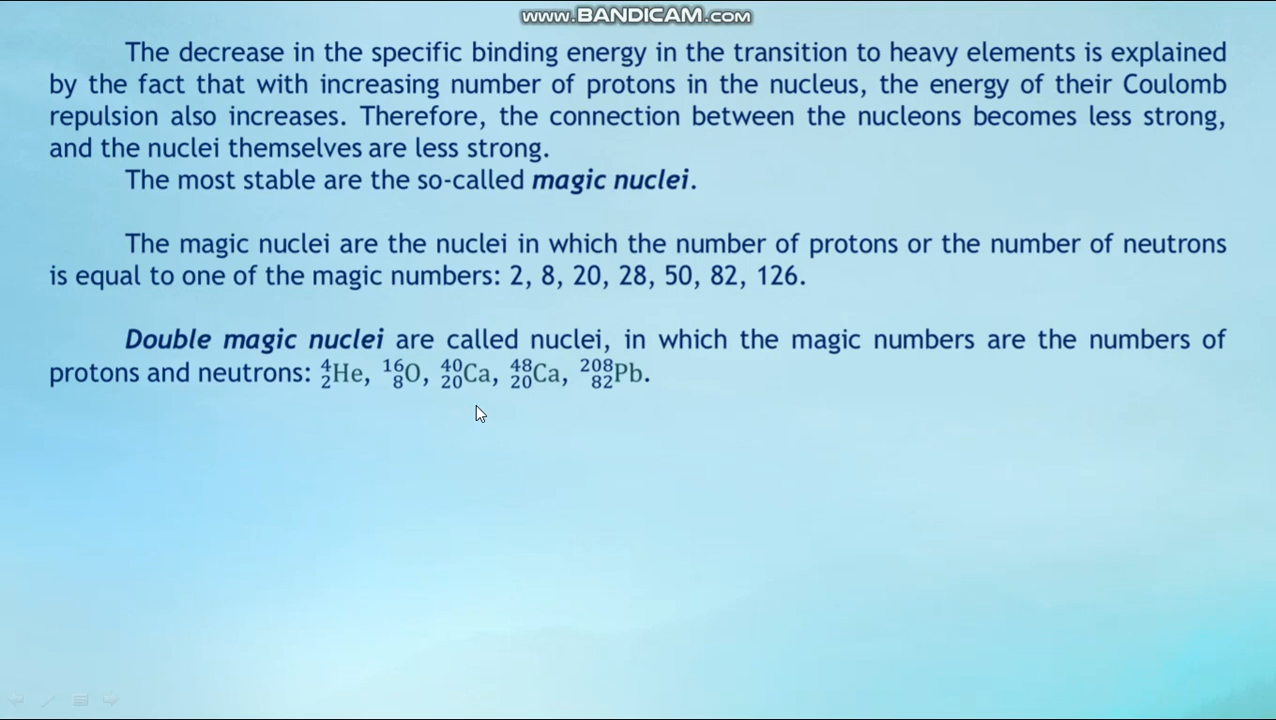 www.BANDICAM.com
The decrease in the specific binding energy in the transition to heavy elements is explained
by the fact that with increasing number of protons in the nucleus, the energy of their Coulomb
repulsion also increases. Therefore, the connection between the nucleons becomes less strong,
and the nuclei themselves are less strong.
The most stable are the so-called magic nuclei.
The magic nuclei are the nuclei in which the number of protons or the number of neutrons
is equal to one of the magic numbers: 2, 8, 20, 28, 50, 82, 126.
Double magic nuclei are called nuclei, in which the magic numbers are the numbers of
protons and neutrons: ⁴₂He, ¹⁶₈O, ⁴⁰₂₀Ca, ⁴⁸₂₀Ca, ²⁰⁸₈₂Pb.